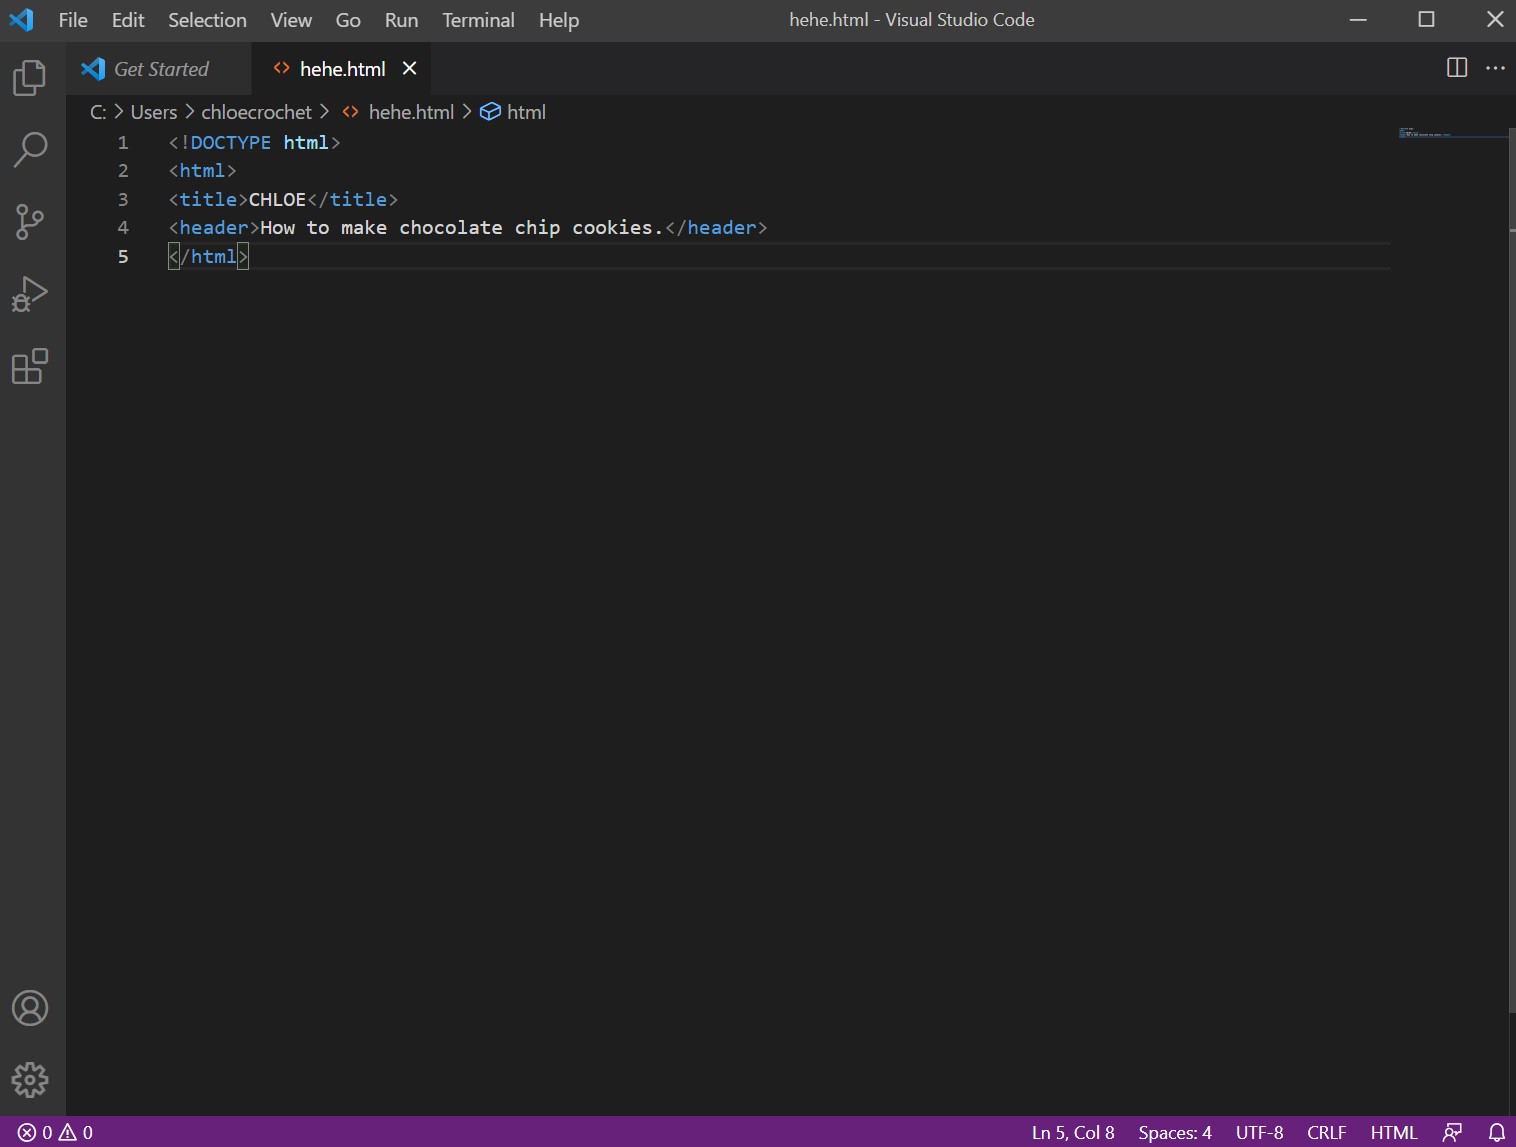 File Edit Selection View Go Run Terminal Help hehe.html - Visual Studio Code
Get Started hehe.html
C: > Users > chloecrochet > hehe.html > html
1 <!DOCTYPE html>
2 <html>
3 <title>CHLOE</title>
4 <header>How to make chocolate chip cookies.</header>
5 </html>
0 0 Ln 5, Col 8 Spaces: 4 UTF-8 CRLF HTML